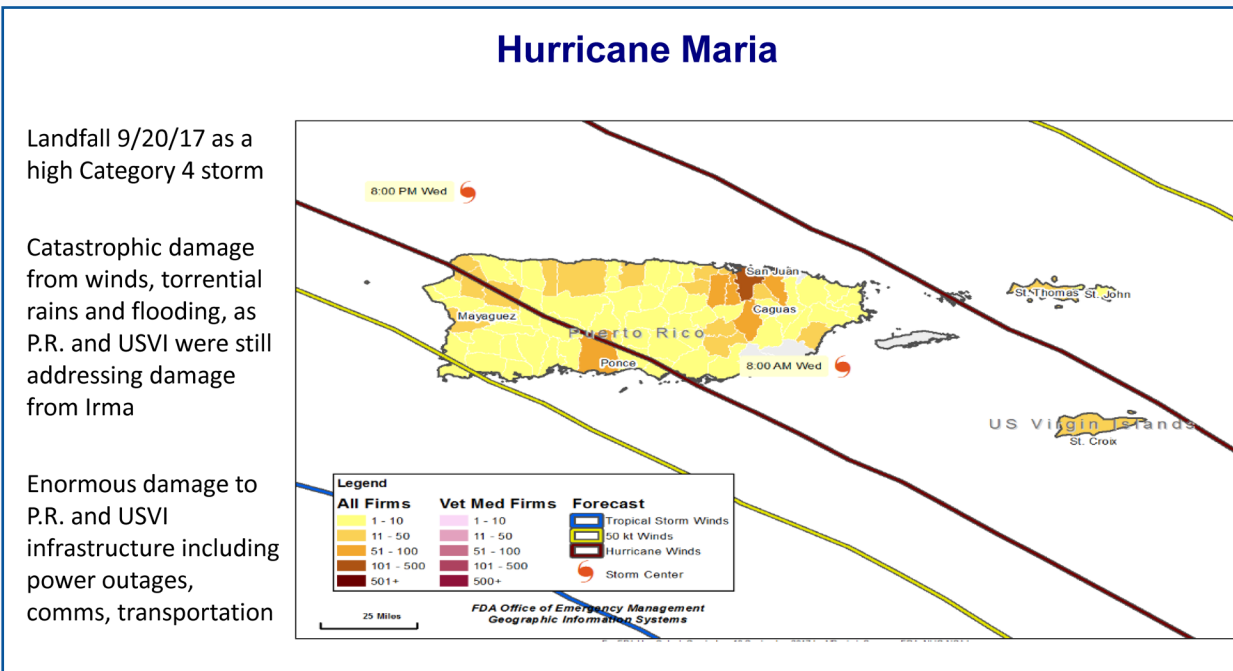 Hurricane Maria
Landfall 9/20/17 as a
high Category 4 storm
Catastrophic damage
from winds, torrential
rains and flooding, as
P.R. and USVI were still
addressing damage
from Irma
Enormous damage to
P.R. and USVI
infrastructure including
power outages,
comms, transportation
8:00 PM Wed
San Juan
St. Thomas St. John
Mayaguez
Caguas
Puerto Rico
Ponce
8:00 AM Wed
US Virgin Islands
St. Croix
Legend
All Firms
1 - 10
11 - 50
51 - 100
101 - 500
501+
Vet Med Firms
1 - 10
11 - 50
51 - 100
101 - 500
500+
Forecast
Tropical Storm Winds
50 kt Winds
Hurricane Winds
Storm Center
25 Miles
FDA Office of Emergency Management
Geographic Information Systems